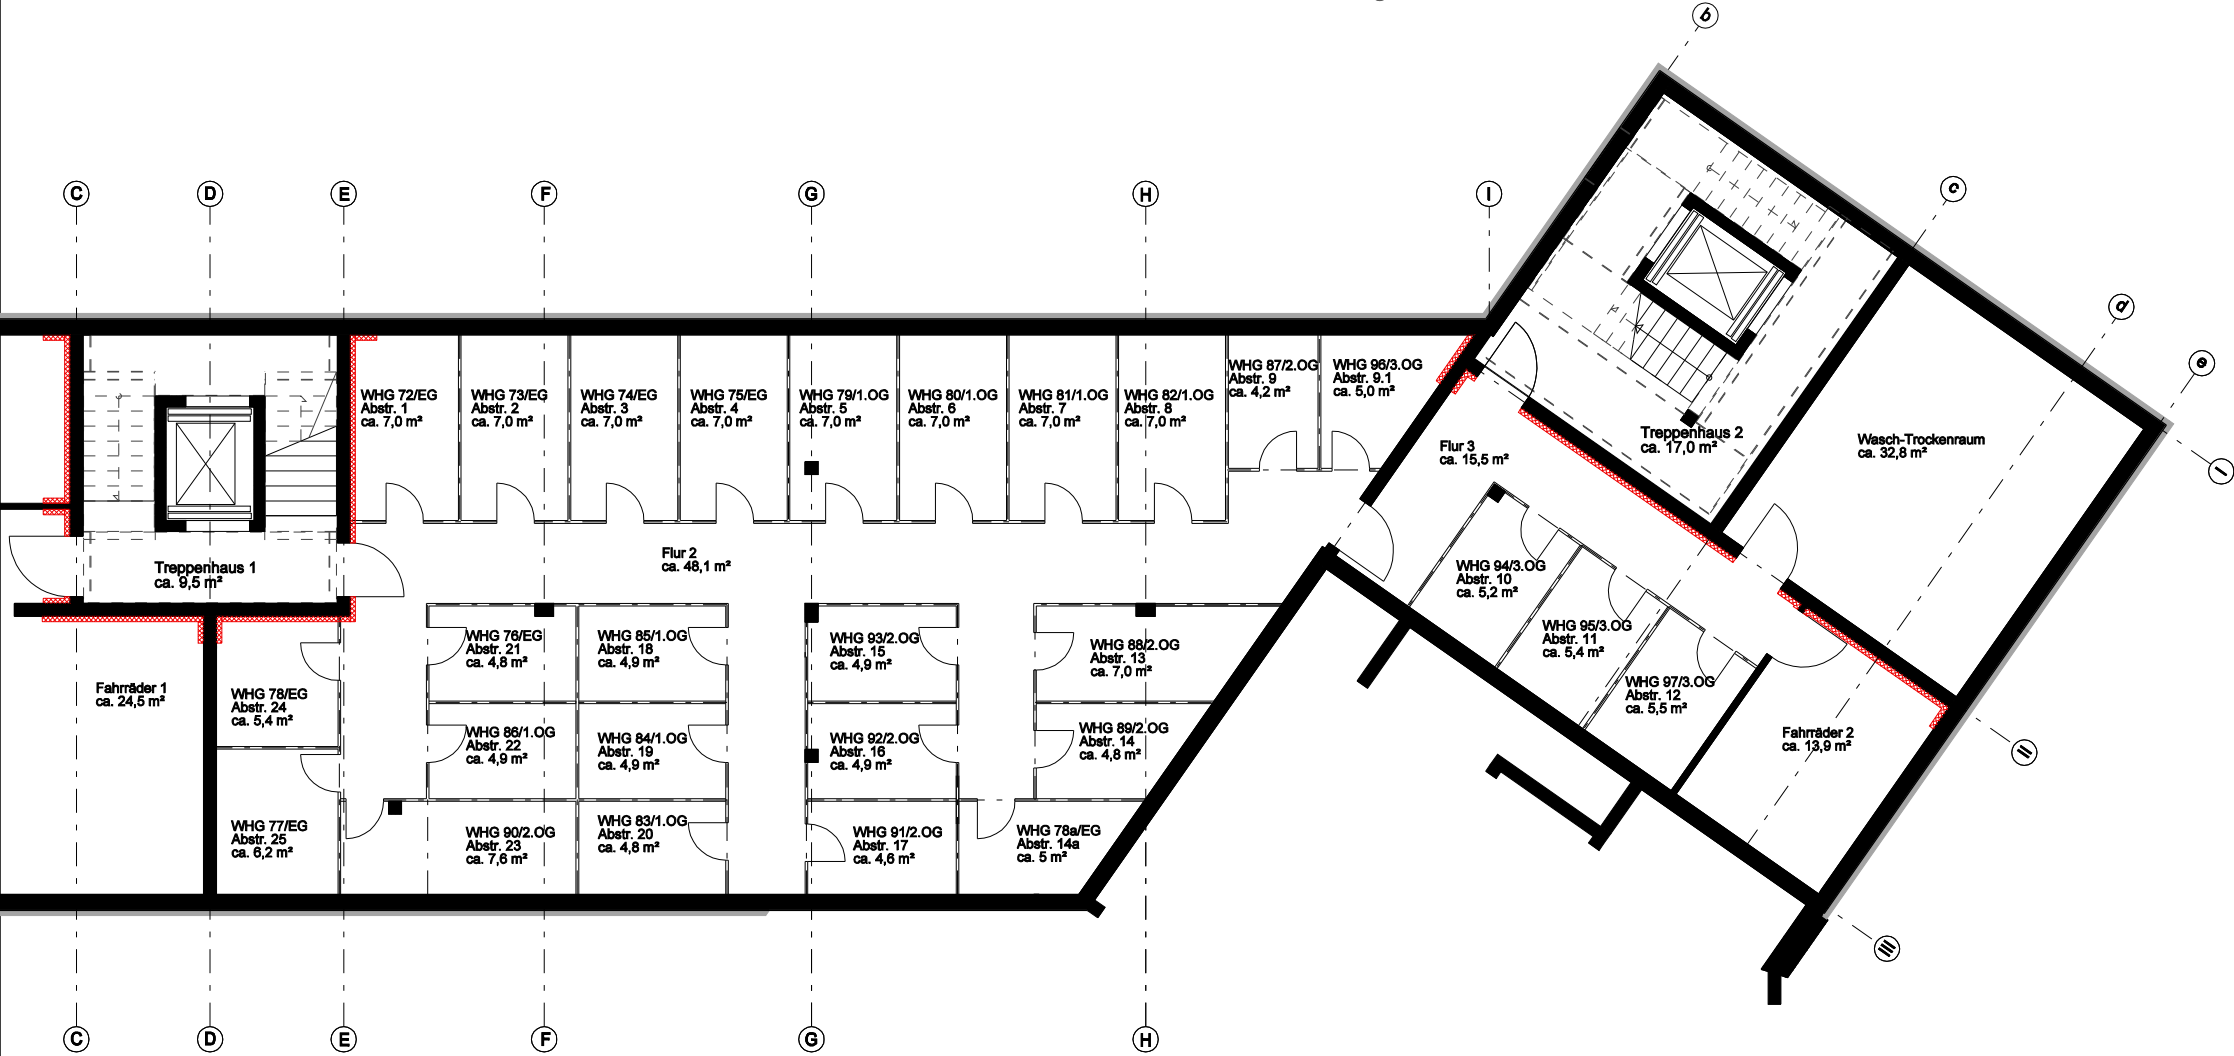 b
C
D
E
F
G
H
I
c
d
e
I
WHG 72/EG
Abstr. 1
ca. 7,0 m²
WHG 73/EG
Abstr. 2
ca. 7,0 m²
WHG 74/EG
Abstr. 3
ca. 7,0 m²
WHG 75/EG
Abstr. 4
ca. 7,0 m²
WHG 79/1.OG
Abstr. 5
ca. 7,0 m²
WHG 80/1.OG
Abstr. 6
ca. 7,0 m²
WHG 81/1.OG
Abstr. 7
ca. 7,0 m²
WHG 82/1.OG
Abstr. 8
ca. 7,0 m²
WHG 87/2.OG
Abstr. 9
ca. 4,2 m²
WHG 96/3.OG
Abstr. 9.1
ca. 5,0 m²
Flur 3
ca. 15,5 m²
Treppenhaus 2
ca. 17,0 m²
Wasch-Trockenraum
ca. 32,8 m²
Treppenhaus 1
ca. 9,5 m²
Flur 2
ca. 48,1 m²
WHG 94/3.OG
Abstr. 10
ca. 5,2 m²
WHG 95/3.OG
Abstr. 11
ca. 5,4 m²
WHG 97/3.OG
Abstr. 12
ca. 5,5 m²
Fahrräder 2
ca. 13,9 m²
II
Fahrräder 1
ca. 24,5 m²
WHG 78/EG
Abstr. 24
ca. 5,4 m²
WHG 76/EG
Abstr. 21
ca. 4,8 m²
WHG 85/1.OG
Abstr. 18
ca. 4,9 m²
WHG 93/2.OG
Abstr. 15
ca. 4,9 m²
WHG 88/2.OG
Abstr. 13
ca. 7,0 m²
WHG 86/1.OG
Abstr. 22
ca. 4,9 m²
WHG 84/1.OG
Abstr. 19
ca. 4,9 m²
WHG 92/2.OG
Abstr. 16
ca. 4,9 m²
WHG 89/2.OG
Abstr. 14
ca. 4,8 m²
WHG 77/EG
Abstr. 25
ca. 6,2 m²
WHG 90/2.OG
Abstr. 23
ca. 7,6 m²
WHG 83/1.OG
Abstr. 20
ca. 4,8 m²
WHG 91/2.OG
Abstr. 17
ca. 4,6 m²
WHG 78a/EG
Abstr. 14a
ca. 5 m²
III
C
D
E
F
G
H